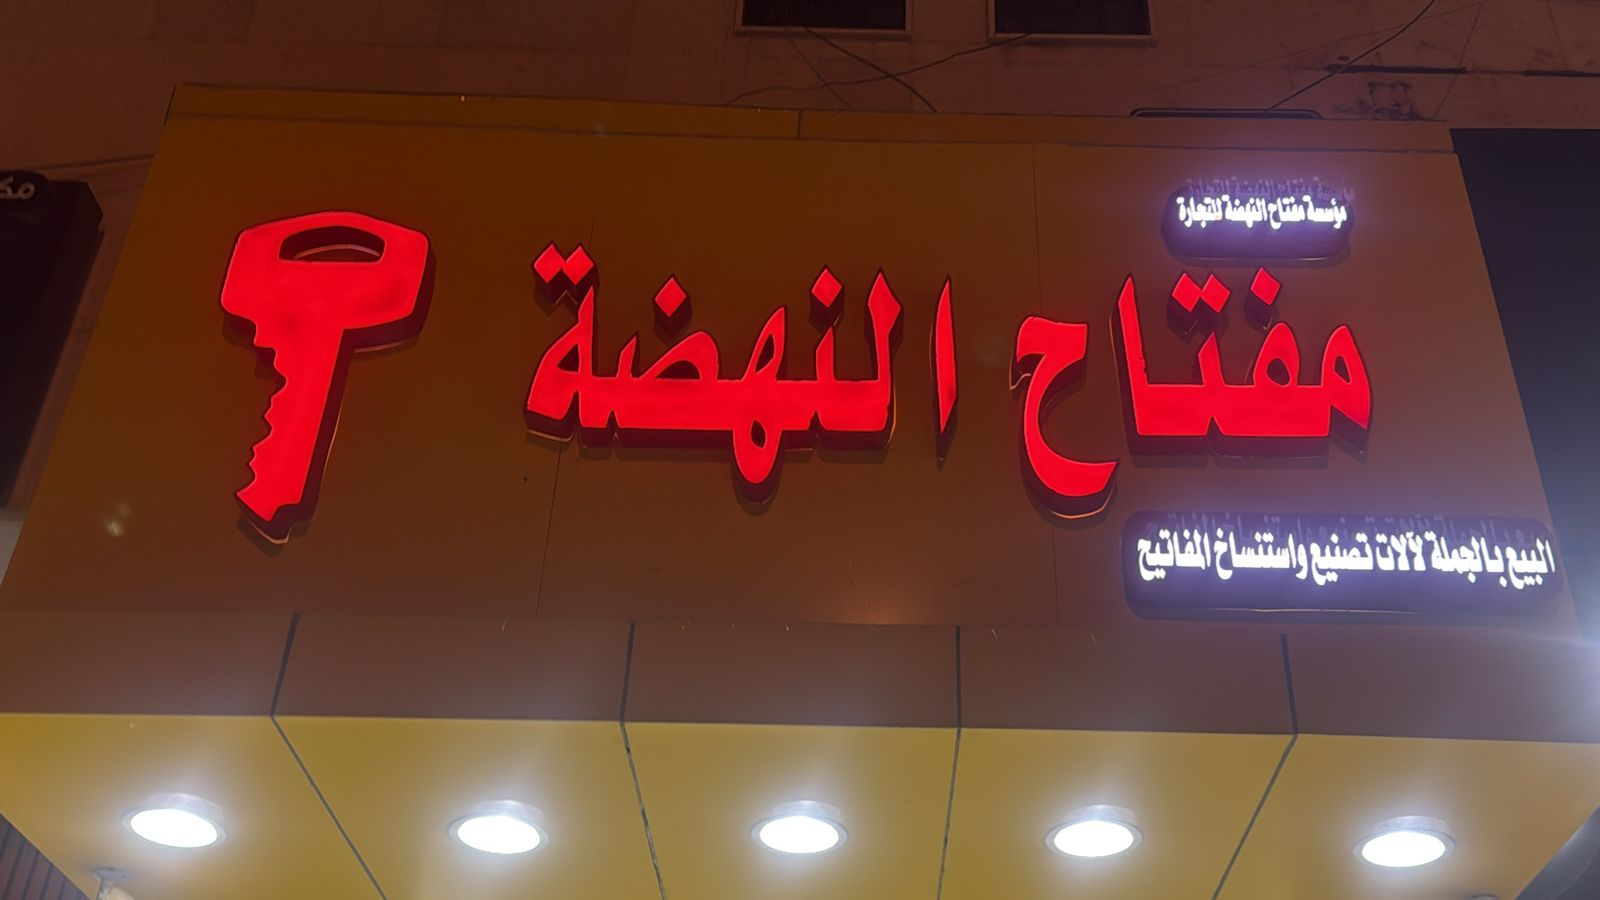 مؤسسة مفتاح النهضة للتجارة
مفتاح النهضة
البيع بالجملة لآلات تصنيع واستنساخ المفاتيح